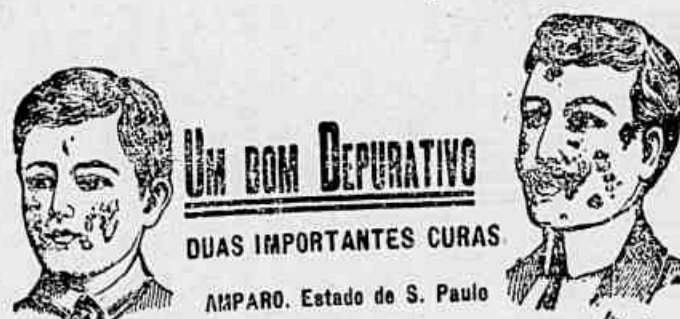 UM BOM DEPURATIVO
DUAS IMPORTANTES CURAS
AMPARO. Estado de S. Paulo